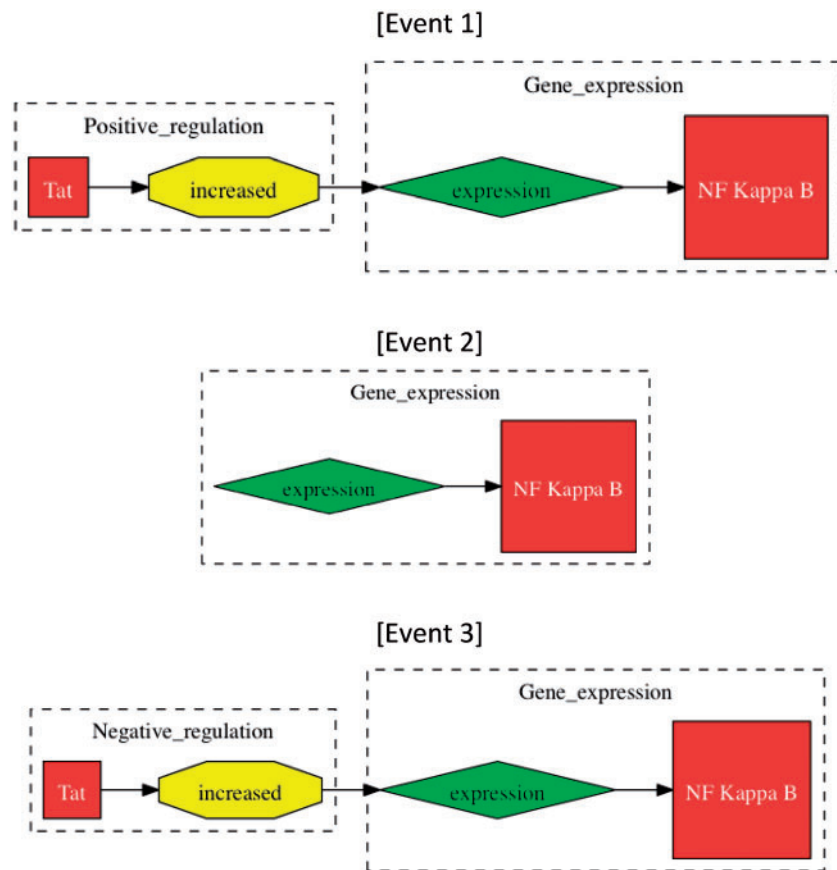 [Event 1]
Gene_expression
Positive_regulation
Tat
increased
expression
NF Kappa B
[Event 2]
Gene_expression
expression
NF Kappa B
[Event 3]
Gene_expression
Negative_regulation
Tat
increased
expression
NF Kappa B